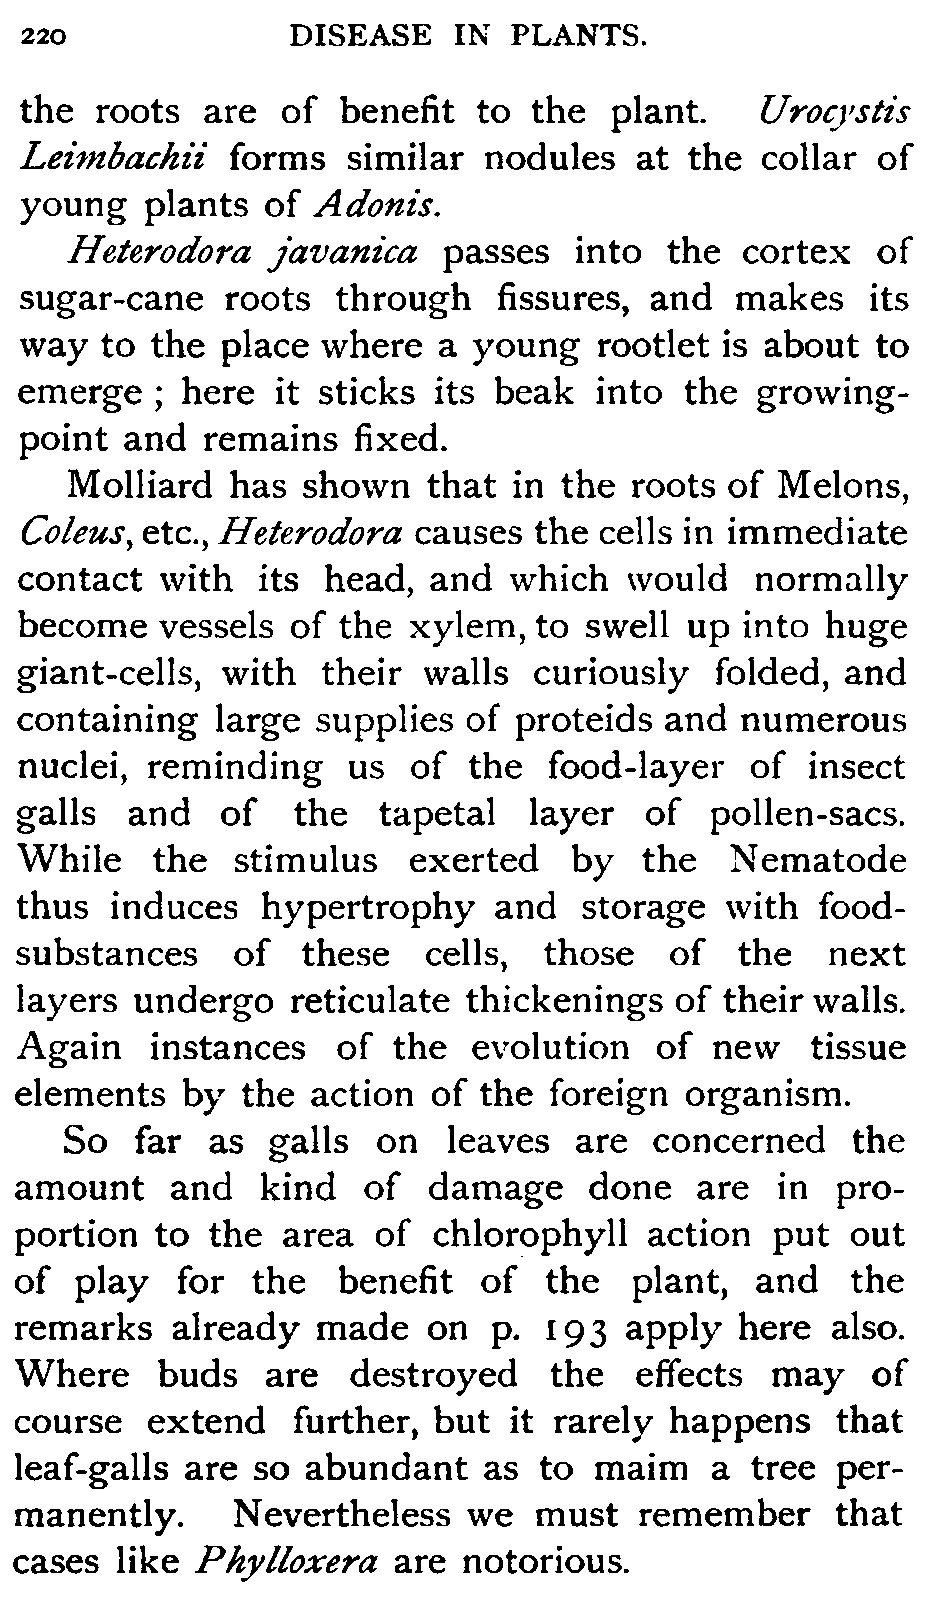 220 DISEASE IN PLANTS.
the roots are of benefit to the plant. Urocystis
Leimbachii forms similar nodules at the collar of
young plants of Adonis.
Heterodora javanica passes into the cortex of
sugar-cane roots through fissures, and makes its
way to the place where a young rootlet is about to
emerge ; here it sticks its beak into the growing-
point and remains fixed.
Molliard has shown that in the roots of Melons,
Coleus, etc., Heterodora causes the cells in immediate
contact with its head, and which would normally
become vessels of the xylem, to swell up into huge
giant-cells, with their walls curiously folded, and
containing large supplies of proteids and numerous
nuclei, reminding us of the food-layer of insect
galls and of the tapetal layer of pollen-sacs.
While the stimulus exerted by the Nematode
thus induces hypertrophy and storage with food-
substances of these cells, those of the next
layers undergo reticulate thickenings of their walls.
Again instances of the evolution of new tissue
elements by the action of the foreign organism.
So far as galls on leaves are concerned the
amount and kind of damage done are in pro-
portion to the area of chlorophyll action put out
of play for the benefit of the plant, and the
remarks already made on p. 193 apply here also.
Where buds are destroyed the effects may of
course extend further, but it rarely happens that
leaf-galls are so abundant as to maim a tree per-
manently. Nevertheless we must remember that
cases like Phylloxera are notorious.